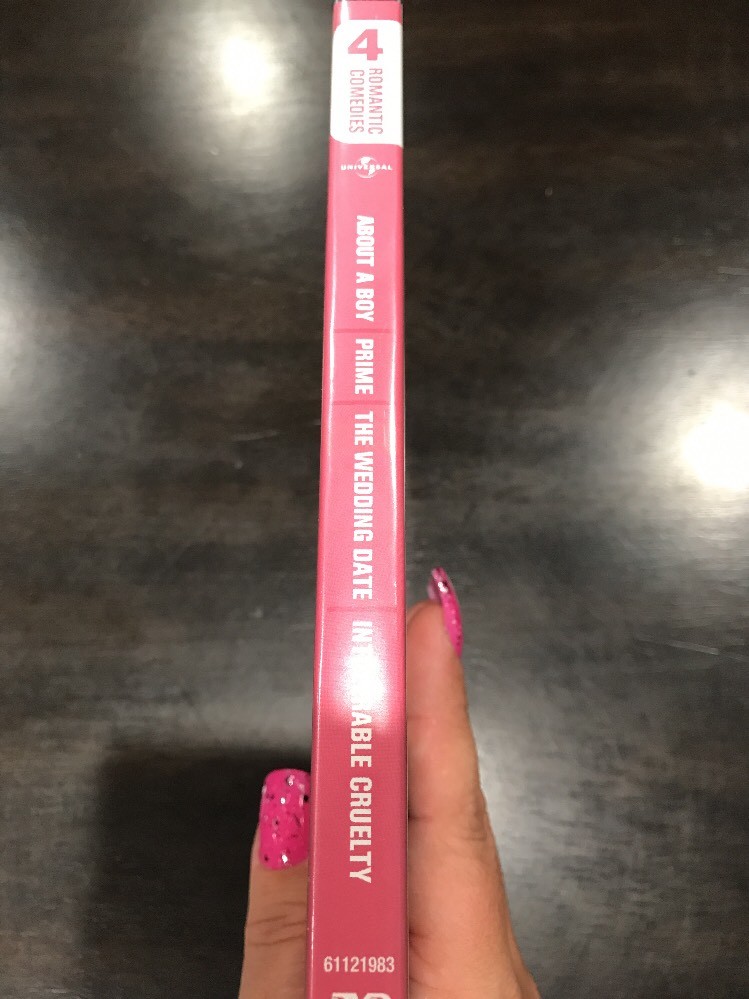 4
ROMANTIC
COMEDIES
UNIVERSAL
ABOUT A BOY
PRIME
THE WEDDING DATE
CRUELTY
61121983